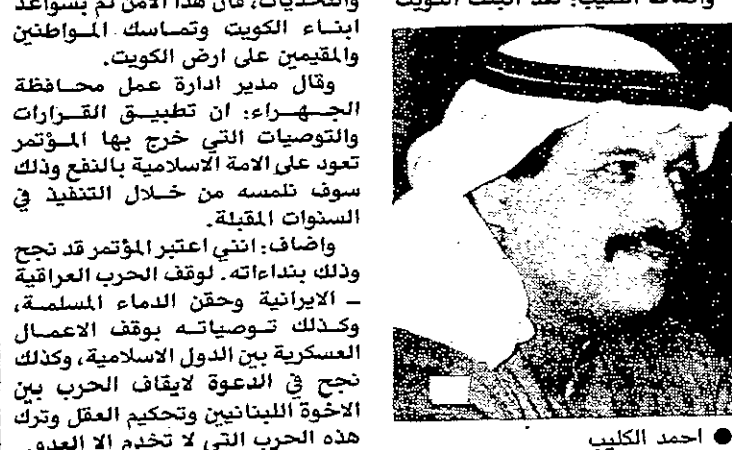 والتحديات، فان هذا الامن تم بسواعد
ابناء الكويت وتماسك المواطنين
والمقيمين على ارض الكويت.
وقال مدير ادارة عمل محافظة
الجهراء: ان تطبيق القرارات
والتوصيات التي خرج بها المؤتمر
تعود على الامة الاسلامية بالنفع وذلك
سوف نلمسه من خلال التنفيذ في
السنوات المقبلة.
واضاف: انني اعتبر المؤتمر قد نجح
وذلك بنداءاته. لوقف الحرب العراقية
ـ الايرانية وحقن الدماء المسلمة،
وكذلك توصياته بوقف الاعمال
العسكرية بين الدول الاسلامية، وكذلك
نجح في الدعوة لايقاف الحرب بين
الاخوة اللبنانيين وتحكيم العقل وترك
هذه الحرب التي لا تخدم الا العدو
الكويت
● احمد الكليب